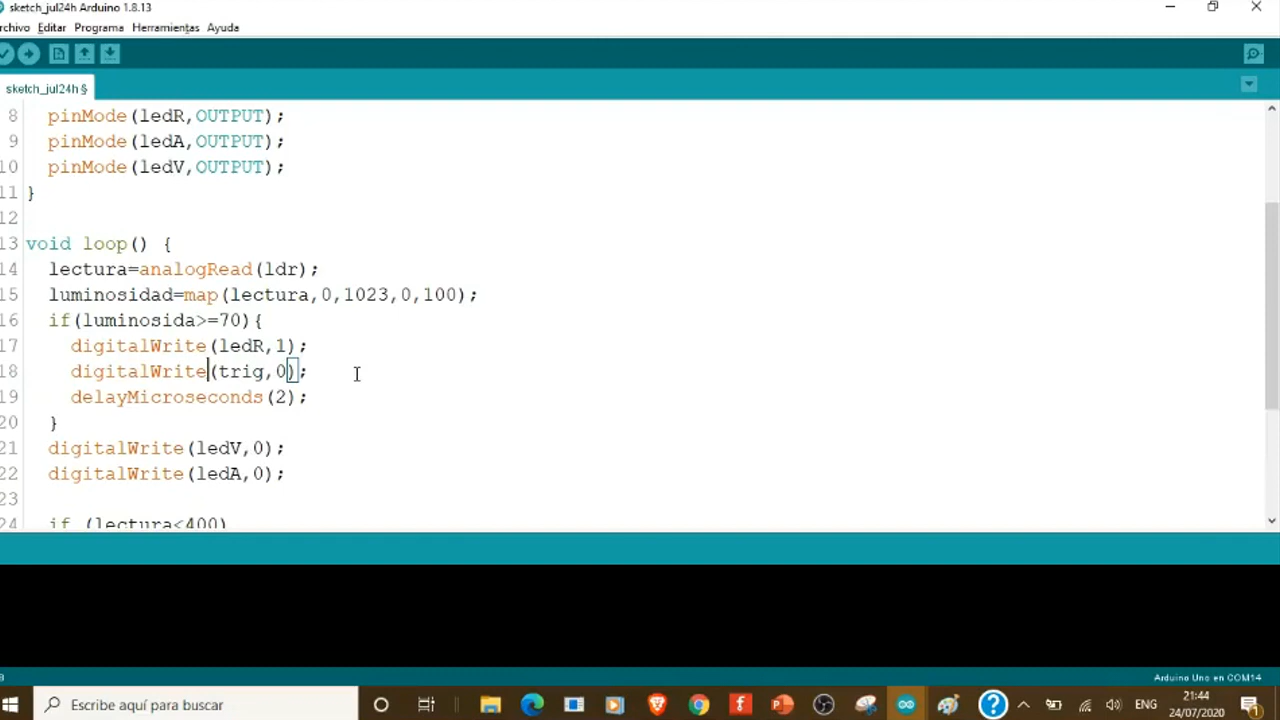 sketch_jul24h Arduino 1.8.13
rchivo Editar Programa Herramientas Ayuda
sketch_jul24h §
8 pinMode(ledR,OUTPUT);
9 pinMode(ledA,OUTPUT);
10 pinMode(ledV,OUTPUT);
11 }
12
13 void loop() {
14 lectura=analogRead(ldr);
15 luminosidad=map(lectura,0,1023,0,100);
16 if(luminosida>=70){
17 digitalWrite(ledR,1);
18 digitalWrite(trig,0);
19 delayMicroseconds(2);
20 }
21 digitalWrite(ledV,0);
22 digitalWrite(ledA,0);
23
24 if (lectura<400)
Arduino Uno en COM14
Escribe aquí para buscar
ENG
21:44
24/07/2020